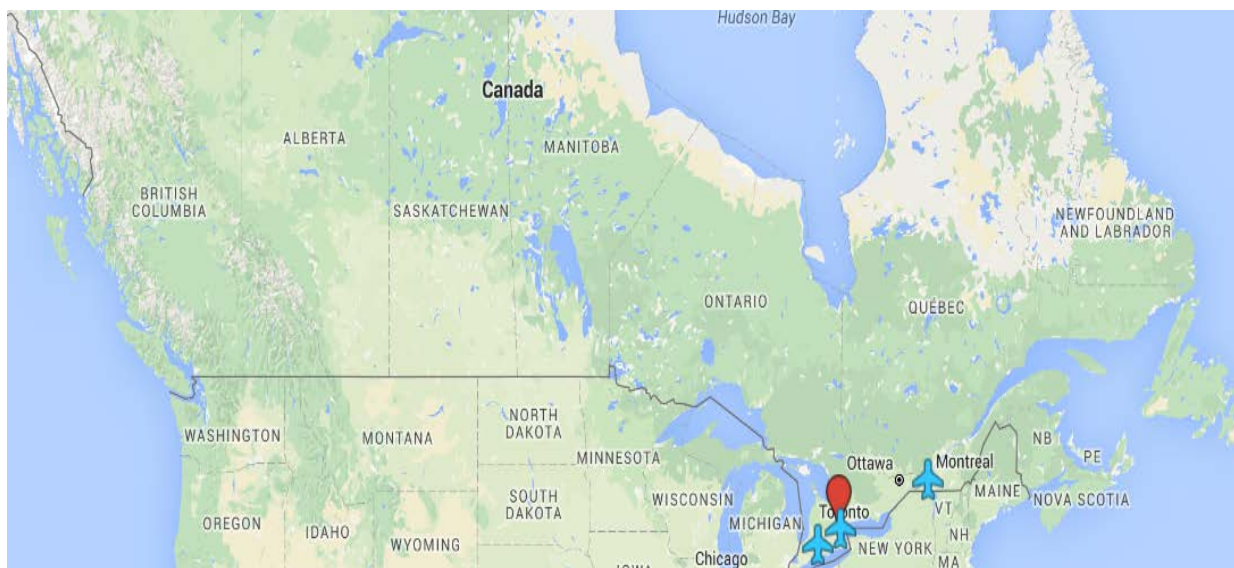 Hudson Bay
Canada
ALBERTA
MANITOBA
BRITISH
COLUMBIA
SASKATCHEWAN
NEWFOUNDLAND
AND LABRADOR
ONTARIO
QUÉBEC
NORTH
DAKOTA
WASHINGTON
MONTANA
MINNESOTA
NB
PE
Ottawa
Montreal
SOUTH
DAKOTA
WISCONSIN
MAINE
NOVA SCOTIA
Toronto
VT
OREGON
IDAHO
MICHIGAN
NH
WYOMING
NEW YORK
Chicago
MA
IOWA